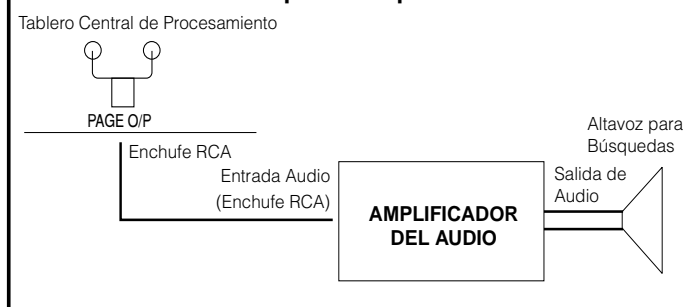 Tablero Central de Procesamiento
PAGE O/P
Enchufe RCA
Entrada Audio
(Enchufe RCA)
AMPLIFICADOR
DEL AUDIO
Altavoz para
Búsquedas
Salida de
Audio